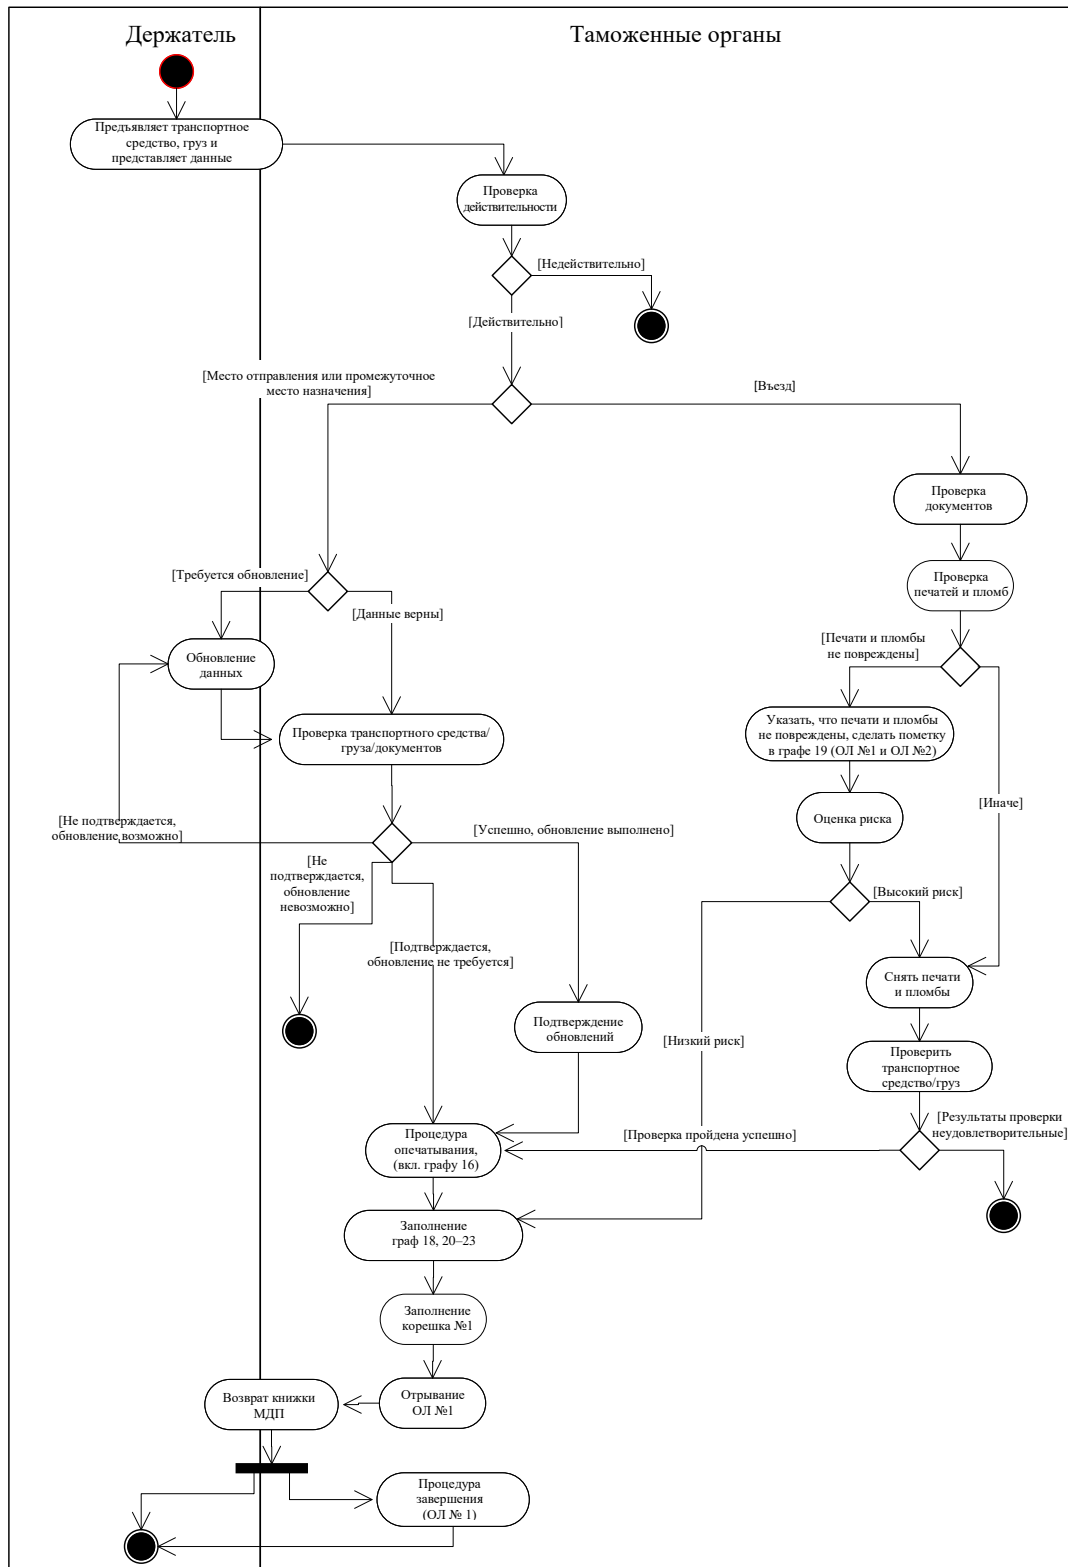 Держатель
Таможенные органы
Предъявляет транспортное
средство, груз и
представляет данные
Проверка
действительности
[Недействительно]
[Действительно]
[Место отправления или промежуточное
место назначения]
[Въезд]
Проверка
документов
[Требуется обновление]
[Данные верны]
Проверка
печатей и пломб
Обновление
данных
[Печати и пломбы
не повреждены]
Проверка транспортного средства/
груза/документов
Указать, что печати и пломбы
не повреждены, сделать пометку
в графе 19 (ОЛ №1 и ОЛ №2)
[Иначе]
[Не подтверждается,
обновление возможно]
[Успешно, обновление выполнено]
Оценка риска
[Не
подтверждается,
обновление
невозможно]
[Высокий риск]
[Подтверждается,
обновление не требуется]
Снять печати
и пломбы
Подтверждение
обновлений
[Низкий риск]
Проверить
транспортное
средство/груз
[Результаты проверки
неудовлетворительные]
Процедура
опечатывания,
(вкл. графу 16)
[Проверка пройдена успешно]
Заполнение
граф 18, 20–23
Заполнение
корешка №1
Возврат книжки
МДП
Отрывание
ОЛ №1
Процедура
завершения
(ОЛ № 1)